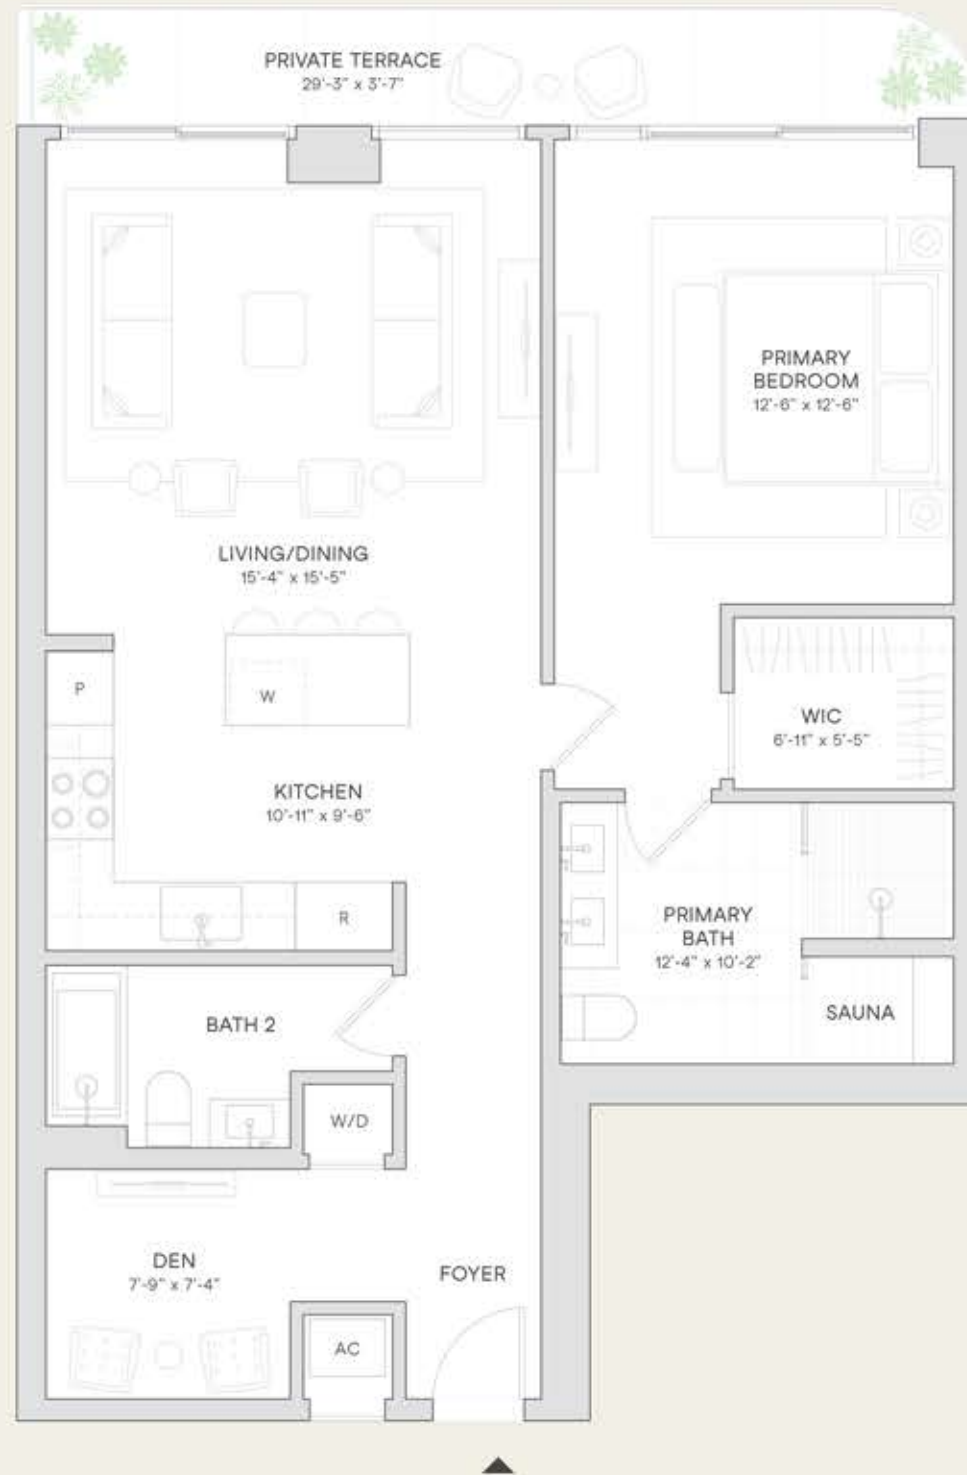 PRIVATE TERRACE
29'-3" x 3'-7"
PRIMARY
BEDROOM
12'-6" x 12'-6"
LIVING/DINING
15'-4" x 15'-5"
P
W
WIC
6'-11" x 5'-5"
KITCHEN
10'-11" x 9'-6"
R
PRIMARY
BATH
12'-4" x 10'-2"
SAUNA
BATH 2
W/D
DEN
7'-9" x 7'-4"
FOYER
AC